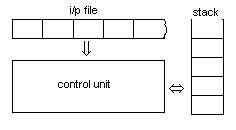 i/p file
stack
control unit